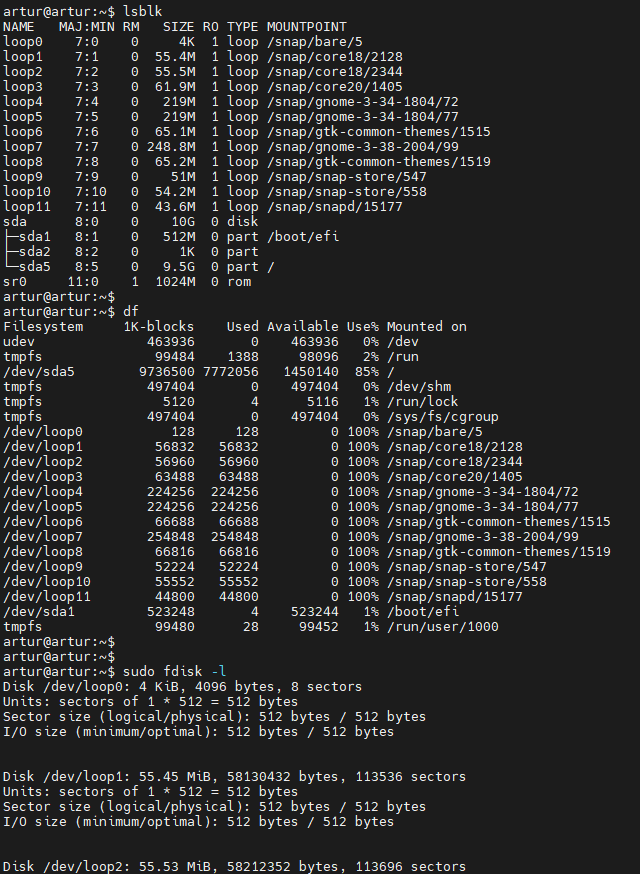 artur@artur:~$ lsblk
NAME   MAJ:MIN RM   SIZE RO TYPE MOUNTPOINT
loop0    7:0    0     4K  1 loop /snap/bare/5
loop1    7:1    0  55.4M  1 loop /snap/core18/2128
loop2    7:2    0  55.5M  1 loop /snap/core18/2344
loop3    7:3    0  61.9M  1 loop /snap/core20/1405
loop4    7:4    0   219M  1 loop /snap/gnome-3-34-1804/72
loop5    7:5    0   219M  1 loop /snap/gnome-3-34-1804/77
loop6    7:6    0  65.1M  1 loop /snap/gtk-common-themes/1515
loop7    7:7    0 248.8M  1 loop /snap/gnome-3-38-2004/99
loop8    7:8    0  65.2M  1 loop /snap/gtk-common-themes/1519
loop9    7:9    0    51M  1 loop /snap/snap-store/547
loop10   7:10   0  54.2M  1 loop /snap/snap-store/558
loop11   7:11   0  43.6M  1 loop /snap/snapd/15177
sda      8:0    0    10G  0 disk
├─sda1   8:1    0   512M  0 part /boot/efi
├─sda2   8:2    0     1K  0 part
└─sda5   8:5    0   9.5G  0 part /
sr0     11:0    1  1024M  0 rom
artur@artur:~$
artur@artur:~$ df
Filesystem     1K-blocks    Used Available Use% Mounted on
udev              463936       0    463936   0% /dev
tmpfs              99484    1388     98096   2% /run
/dev/sda5        9736500 7772056   1450140  85% /
tmpfs             497404       0    497404   0% /dev/shm
tmpfs               5120       4      5116   1% /run/lock
tmpfs             497404       0    497404   0% /sys/fs/cgroup
/dev/loop0           128     128         0 100% /snap/bare/5
/dev/loop1         56832   56832         0 100% /snap/core18/2128
/dev/loop2         56960   56960         0 100% /snap/core18/2344
/dev/loop3         63488   63488         0 100% /snap/core20/1405
/dev/loop4        224256  224256         0 100% /snap/gnome-3-34-1804/72
/dev/loop5        224256  224256         0 100% /snap/gnome-3-34-1804/77
/dev/loop6         66688   66688         0 100% /snap/gtk-common-themes/1515
/dev/loop7        254848  254848         0 100% /snap/gnome-3-38-2004/99
/dev/loop8         66816   66816         0 100% /snap/gtk-common-themes/1519
/dev/loop9         52224   52224         0 100% /snap/snap-store/547
/dev/loop10        55552   55552         0 100% /snap/snap-store/558
/dev/loop11        44800   44800         0 100% /snap/snapd/15177
/dev/sda1         523248       4    523244   1% /boot/efi
tmpfs              99480      28     99452   1% /run/user/1000
artur@artur:~$
artur@artur:~$
artur@artur:~$ sudo fdisk -l
Disk /dev/loop0: 4 KiB, 4096 bytes, 8 sectors
Units: sectors of 1 * 512 = 512 bytes
Sector size (logical/physical): 512 bytes / 512 bytes
I/O size (minimum/optimal): 512 bytes / 512 bytes
Disk /dev/loop1: 55.45 MiB, 58130432 bytes, 113536 sectors
Units: sectors of 1 * 512 = 512 bytes
Sector size (logical/physical): 512 bytes / 512 bytes
I/O size (minimum/optimal): 512 bytes / 512 bytes
Disk /dev/loop2: 55.53 MiB, 58212352 bytes, 113696 sectors